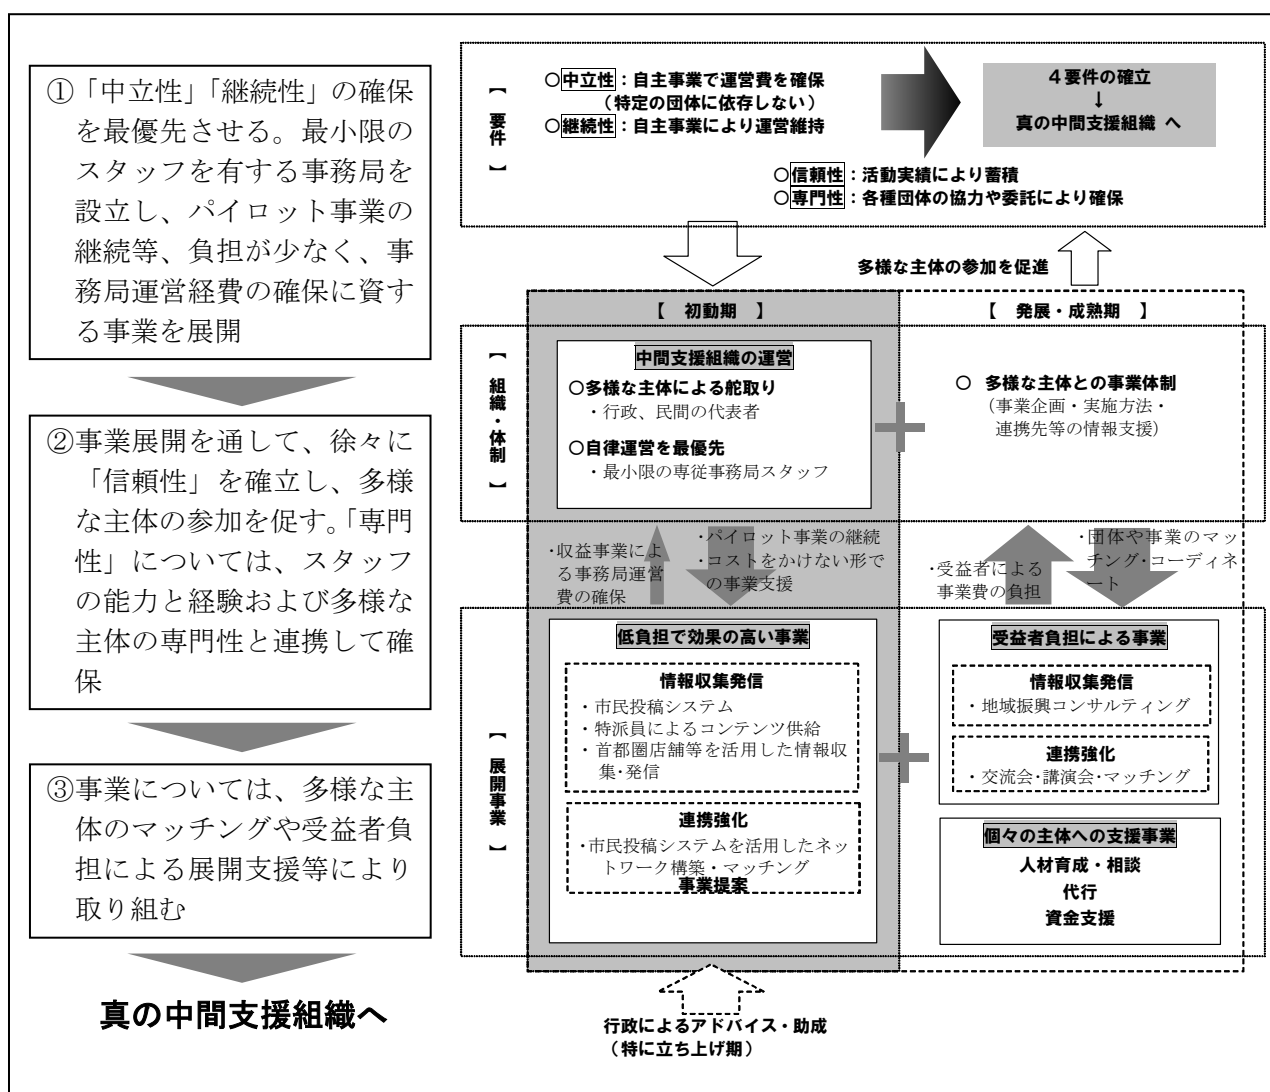 ①「中立性」「継続性」の確保
を最優先させる。最小限の
スタッフを有する事務局を
設立し、パイロット事業の
継続等、負担が少なく、事
務局運営経費の確保に資す
る事業を展開
②事業展開を通して、徐々に
「信頼性」を確立し、多様
な主体の参加を促す。「専門
性」については、スタッフ
の能力と経験および多様な
主体の専門性と連携して確
保
③事業については、多様な主
体のマッチングや受益者負
担による展開支援等により
取り組む
真の中間支援組織へ
【 要件 】
○中立性：自主事業で運営費を確保
（特定の団体に依存しない）
○継続性：自主事業により運営維持
４要件の確立
↓
真の中間支援組織 へ
○信頼性：活動実績により蓄積
○専門性：各種団体の協力や委託により確保
多様な主体の参加を促進
【 初動期 】
【 発展・成熟期 】
【 組織・体制 】
中間支援組織の運営
○多様な主体による舵取り
・行政、民間の代表者
○自律運営を最優先
・最小限の専従事務局スタッフ
○ 多様な主体との事業体制
（事業企画・実施方法・
連携先等の情報支援）
・収益事業によ
る事務局運営
費の確保
・パイロット事業の継続
・コストをかけない形で
の事業支援
・受益者による
事業費の負担
・団体や事業のマッ
チング・コーディネ
ート
【 展開事業 】
低負担で効果の高い事業
情報収集発信
・市民投稿システム
・特派員によるコンテンツ供給
・首都圏店舗等を活用した情報収
集・発信
連携強化
・市民投稿システムを活用したネッ
トワーク構築・マッチング
事業提案
受益者負担による事業
情報収集発信
・地域振興コンサルティング
連携強化
・交流会・講演会・マッチング
個々の主体への支援事業
人材育成・相談
代行
資金支援
行政によるアドバイス・助成
（特に立ち上げ期）